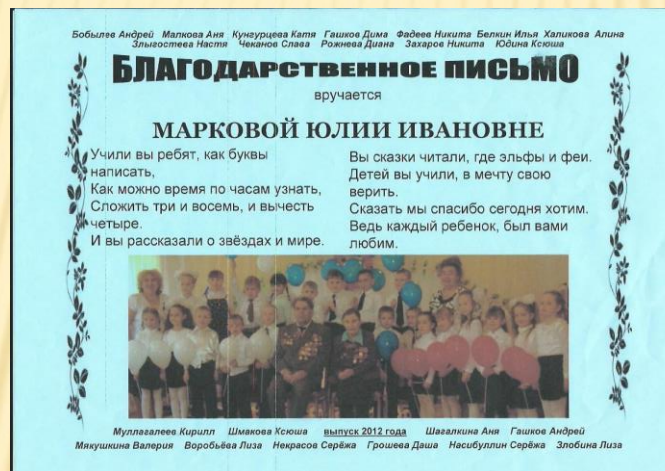 Бобылев Андрей Малкова Аня Кунгурцева Катя Гашков Дима Фадеев Никита Белкин Илья Халикова Алина
Злыгостева Настя Чеканов Слава Рожнева Диана Захаров Никита Юдина Ксюша
БЛАГОДАРСТВЕННОЕ ПИСЬМО
вручается
МАРКОВОЙ ЮЛИИ ИВАНОВНЕ
Учили вы ребят, как буквы
написать,
Как можно время по часам узнать,
Сложить три и восемь, и вычесть
четыре.
И вы рассказали о звёздах и мире.
Вы сказки читали, где эльфы и феи.
Детей вы учили, в мечту свою
верить.
Сказать мы спасибо сегодня хотим.
Ведь каждый ребенок, был вами
любим.
Муллагалеев Кирилл Шмакова Ксюша выпуск 2012 года Шагалкина Аня Гашков Андрей
Мякушкина Валерия Воробьёва Лиза Некрасов Серёжа Грошева Даша Насибуллин Серёжа Злобина Лиза